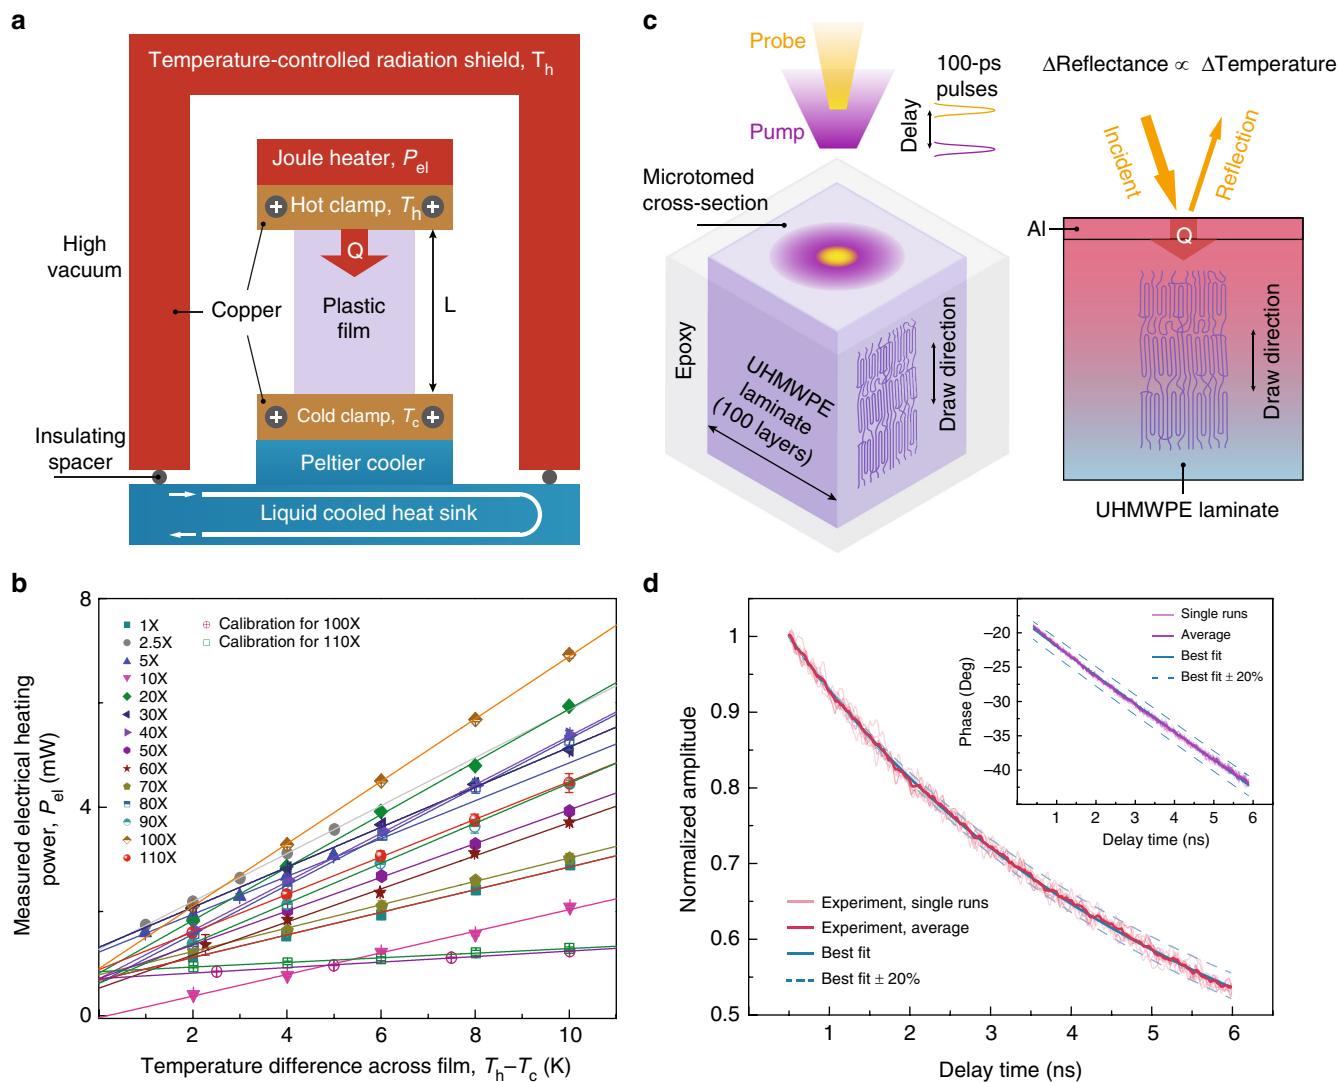 a
Temperature-controlled radiation shield, Th
Joule heater, Pel
Hot clamp, Th
High
vacuum
Q
Copper
Plastic
film
L
Cold clamp, Tc
Insulating
spacer
Peltier cooler
Liquid cooled heat sink
b
Measured electrical heating
power, Pel (mW)
8
4
0
1X
2.5X
5X
10X
20X
30X
40X
50X
60X
70X
80X
90X
100X
110X
Calibration for 100X
Calibration for 110X
2 4 6 8 10
Temperature difference across film, Th–Tc (K)
c
Probe
Pump
100-ps
pulses
Delay
Microtomed
cross-section
Epoxy
UHMWPE
laminate
(100 layers)
Draw direction
ΔReflectance ∝ ΔTemperature
Incident
Reflection
Al
Q
Draw direction
UHMWPE laminate
d
Normalized amplitude
1
0.9
0.8
0.7
0.6
0.5
Experiment, single runs
Experiment, average
Best fit
Best fit ± 20%
1 2 3 4 5 6
Delay time (ns)
Phase (Deg)
–20
–25
–30
–35
–40
Single runs
Average
Best fit
Best fit ± 20%
1 2 3 4 5 6
Delay time (ns)